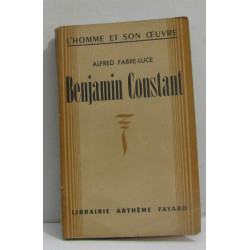 L'HOMME ET SON ŒUVRE
ALFRED FABRE-LUCE
Benjamin Constant
LIBRAIRIE ARTHÈME FAYARD